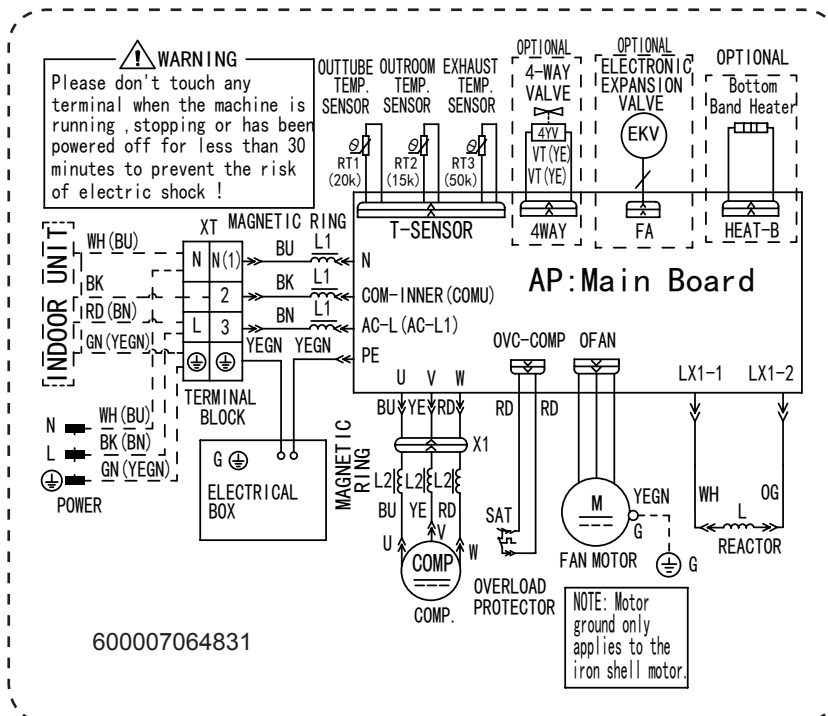 WARNING
Please don't touch any
terminal when the machine is
running ,stopping or has been
powered off for less than 30
minutes to prevent the risk
of electric shock !
OUTTUBE OUTROOM EXHAUST
TEMP. TEMP. TEMP.
SENSOR SENSOR SENSOR
θ θ θ
RT1 RT2 RT3
(20k) (15k) (50k)
T-SENSOR
OPTIONAL
4-WAY
VALVE
4YV
VT(YE)
VT(YE)
4WAY
OPTIONAL
ELECTRONIC
EXPANSION
VALVE
EKV
FA
OPTIONAL
Bottom
Band Heater
HEAT-B
AP:Main Board
INDOOR UNIT
WH(BU)
BK
RD(BN)
GN(YEGN)
XT
N N(1)
2
L 3
TERMINAL
BLOCK
MAGNETIC RING
BU L1 N
BK L1 COM-INNER(COMU)
BN L1 AC-L(AC-L1)
YEGN YEGN PE
N WH(BU)
L BK(BN)
GN(YEGN)
POWER
G
ELECTRICAL
BOX
U V W
BU YE RD
X1
MAGNETIC
RING
L2 L2 L2
BU YE RD
U V W
COMP
COMP.
OVC-COMP
RD RD
SAT
OVERLOAD
PROTECTOR
OFAN
M
YEGN
G
G
FAN MOTOR
NOTE: Motor
ground only
applies to the
iron shell motor.
LX1-1 LX1-2
WH OG
L
REACTOR
600007064831